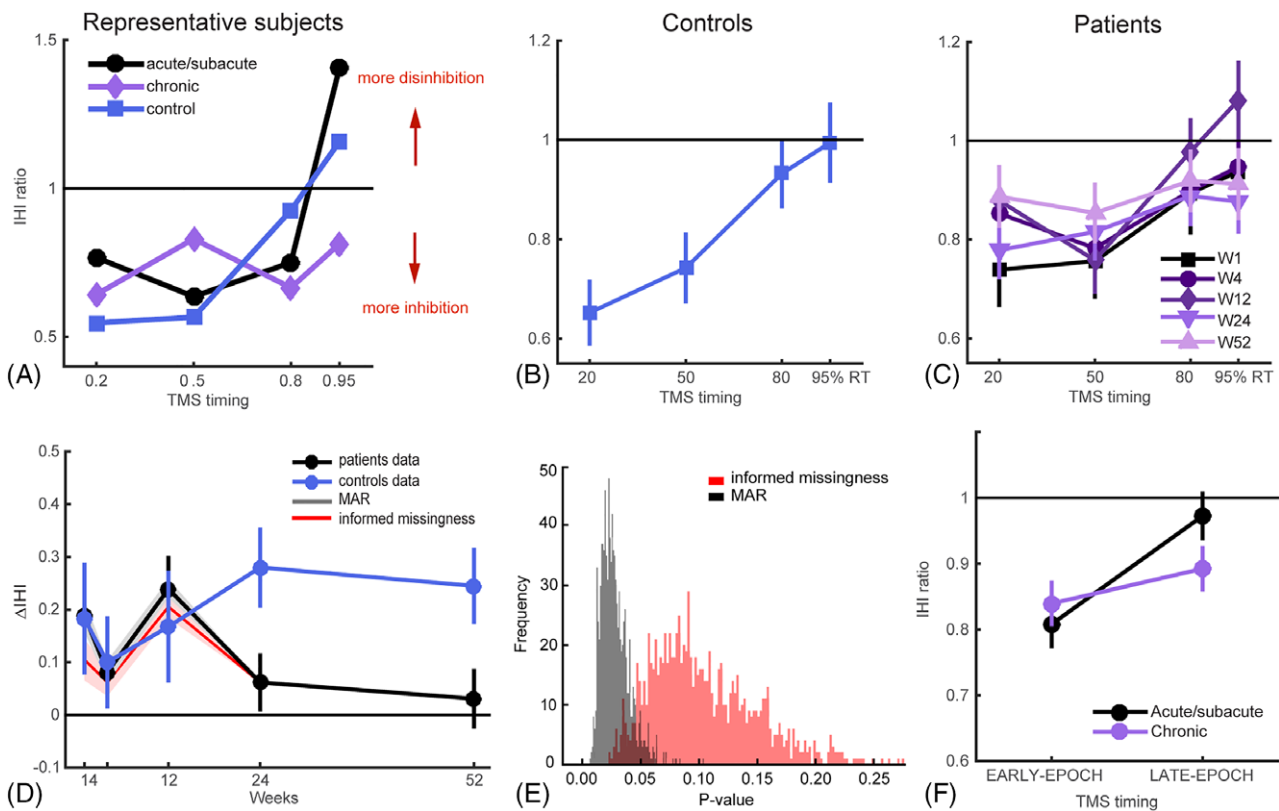 Representative subjects
1.5
acute/subacute
chronic
control
more disinhibition
1
IHI ratio
more inhibition
0.5
0.2 0.5 0.8 0.95
(A)
TMS timing
Controls
1.2
1
0.8
0.6
20 50 80 95% RT
(B)
TMS timing
Patients
1.2
1
0.8
W1
W4
W12
W24
W52
0.6
20 50 80 95% RT
(C)
TMS timing
0.5
patients data
controls data
MAR
informed missingness
0.4
0.3
0.2
ΔIHI
0.1
0
-0.1
14 12 24 52
(D)
Weeks
50
informed missingness
MAR
40
30
Frequency
20
10
0
0.00 0.05 0.10 0.15 0.20 0.25
(E)
P-value
1
0.9
IHI ratio
0.8
0.7
Acute/subacute
Chronic
0.6
EARLY-EPOCH LATE-EPOCH
(F)
TMS timing